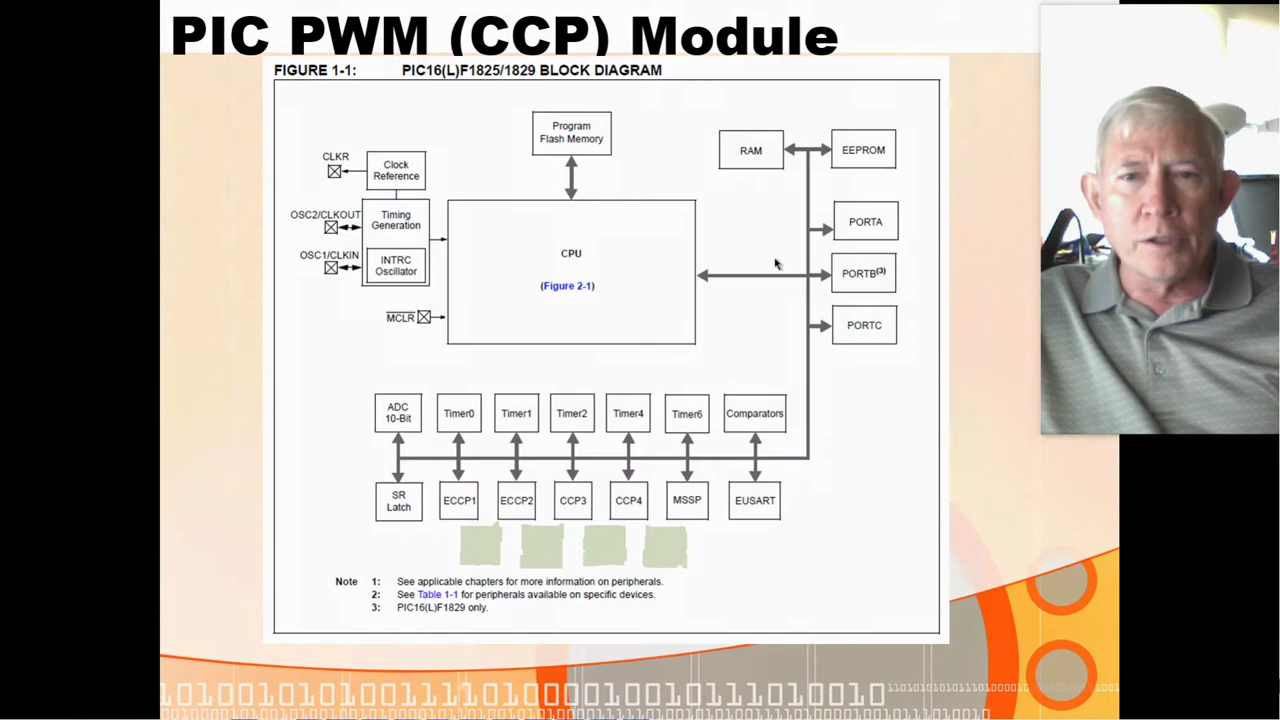 PIC PWM (CCP) Module
FIGURE 1-1: PIC16(L)F1825/1829 BLOCK DIAGRAM
Program
Flash Memory
RAM
EEPROM
CLKR
Clock
Reference
OSC2/CLKOUT
Timing
Generation
PORTA
OSC1/CLKIN
INTRC
Oscillator
CPU
(Figure 2-1)
PORTB(3)
MCLR
PORTC
ADC
10-Bit
Timer0
Timer1
Timer2
Timer4
Timer6
Comparators
SR
Latch
ECCP1
ECCP2
CCP3
CCP4
MSSP
EUSART
Note 1: See applicable chapters for more information on peripherals.
2: See Table 1-1 for peripherals available on specific devices.
3: PIC16(L)F1829 only.